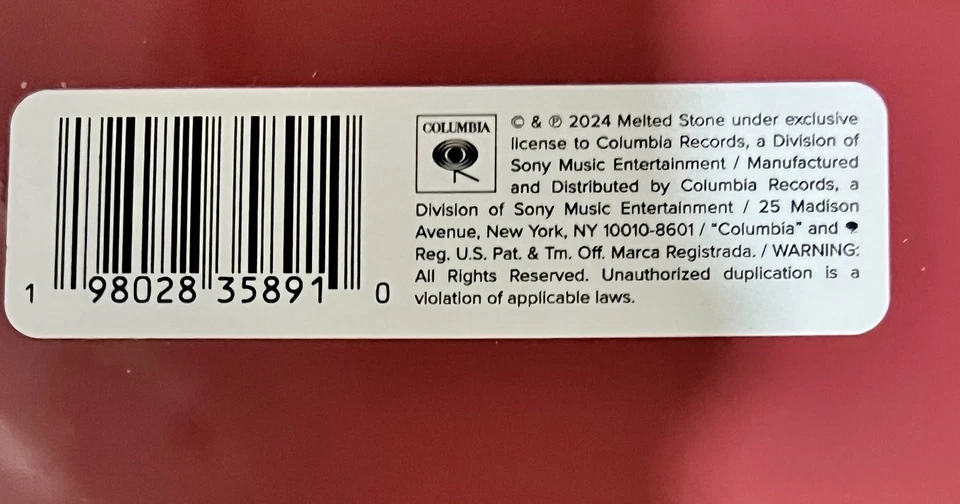 COLUMBIA
© & ℗ 2024 Melted Stone under exclusive
license to Columbia Records, a Division of
Sony Music Entertainment / Manufactured
and Distributed by Columbia Records, a
Division of Sony Music Entertainment / 25 Madison
Avenue, New York, NY 10010-8601 / "Columbia" and
Reg. U.S. Pat. & Tm. Off. Marca Registrada. / WARNING:
All Rights Reserved. Unauthorized duplication is a
violation of applicable laws.
1 98028 35891 0